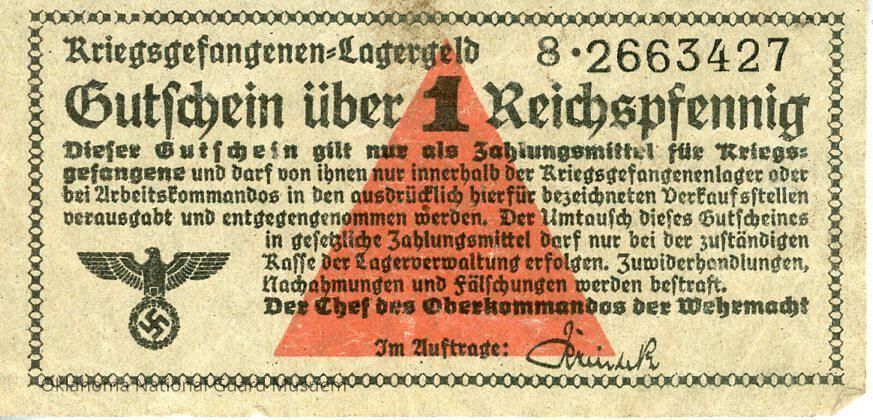 Kriegsgefangenen-Lagergeld 8·2663427
Gutschein über 1 Reichspfennig
Dieser Gutschein gilt nur als Zahlungsmittel für Kriegs-
gefangene und darf von ihnen nur innerhalb der Kriegsgefangenenlager oder
bei Arbeitskommandos in den ausdrücklich hierfür bezeichneten Verkaufsstellen
verausgabt und entgegengenommen werden. Der Umtausch dieses Gutscheines
in gesetzliche Zahlungsmittel darf nur bei der zuständigen
Kasse der Lagerverwaltung erfolgen. Zuwiderhandlungen,
Nachahmungen und Fälschungen werden bestraft.
Der Chef des Oberkommandos der Wehrmacht
Im Auftrage:
Oklahoma National Guard Museum